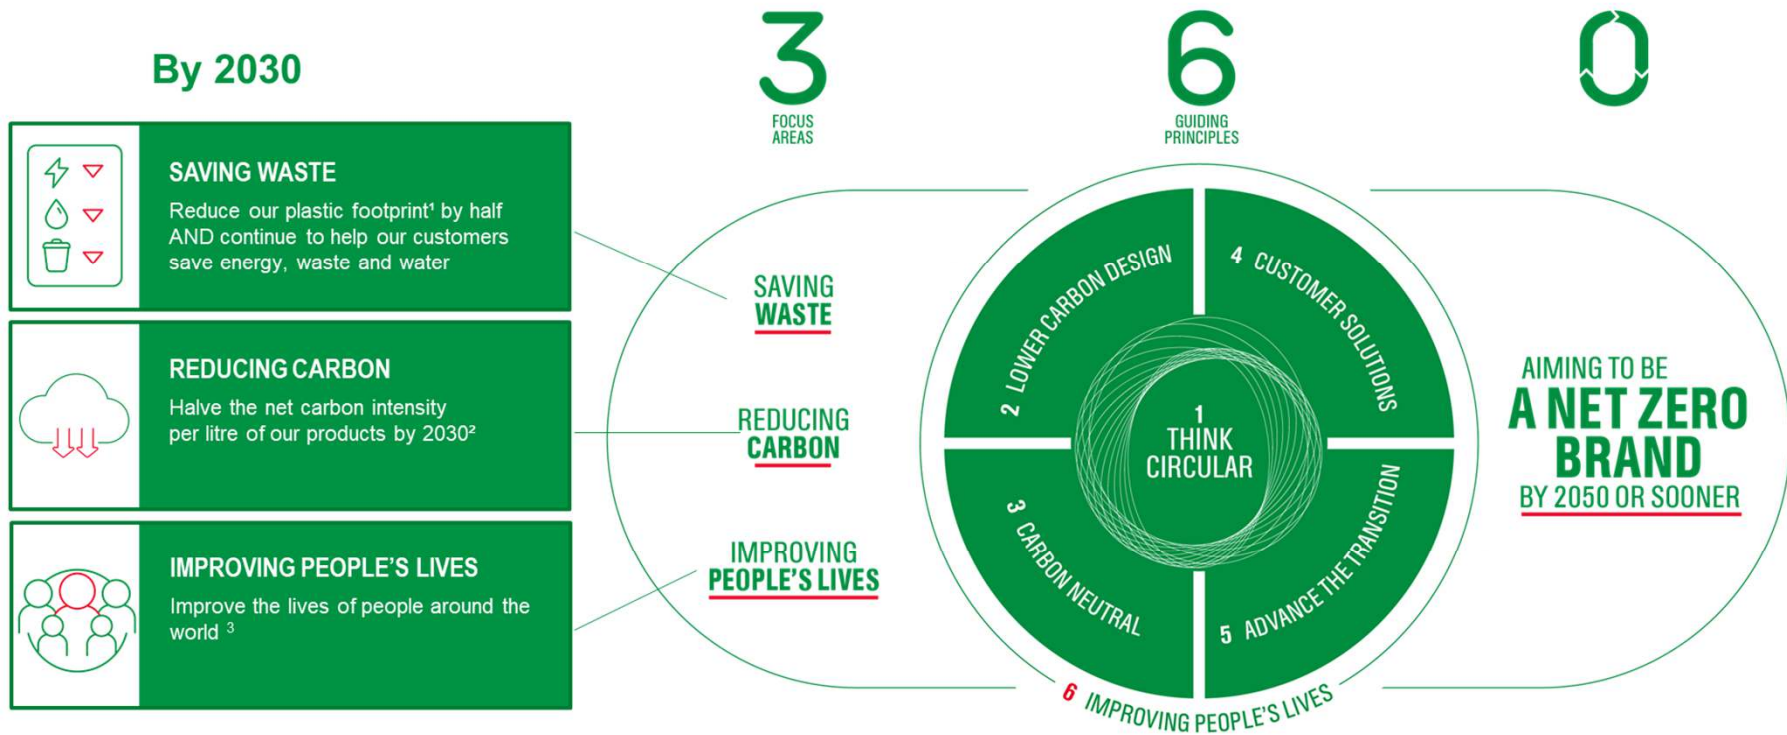 By 2030
SAVING WASTE
Reduce our plastic footprint¹ by half
AND continue to help our customers
save energy, waste and water
REDUCING CARBON
Halve the net carbon intensity
per litre of our products by 2030²
IMPROVING PEOPLE'S LIVES
Improve the lives of people around the
world ³
3
FOCUS
AREAS
SAVING
WASTE
REDUCING
CARBON
IMPROVING
PEOPLE'S LIVES
6
GUIDING
PRINCIPLES
1
THINK
CIRCULAR
2 LOWER CARBON DESIGN
3 CARBON NEUTRAL
4 CUSTOMER SOLUTIONS
5 ADVANCE THE TRANSITION
6 IMPROVING PEOPLE'S LIVES
0
AIMING TO BE
A NET ZERO
BRAND
BY 2050 OR SOONER